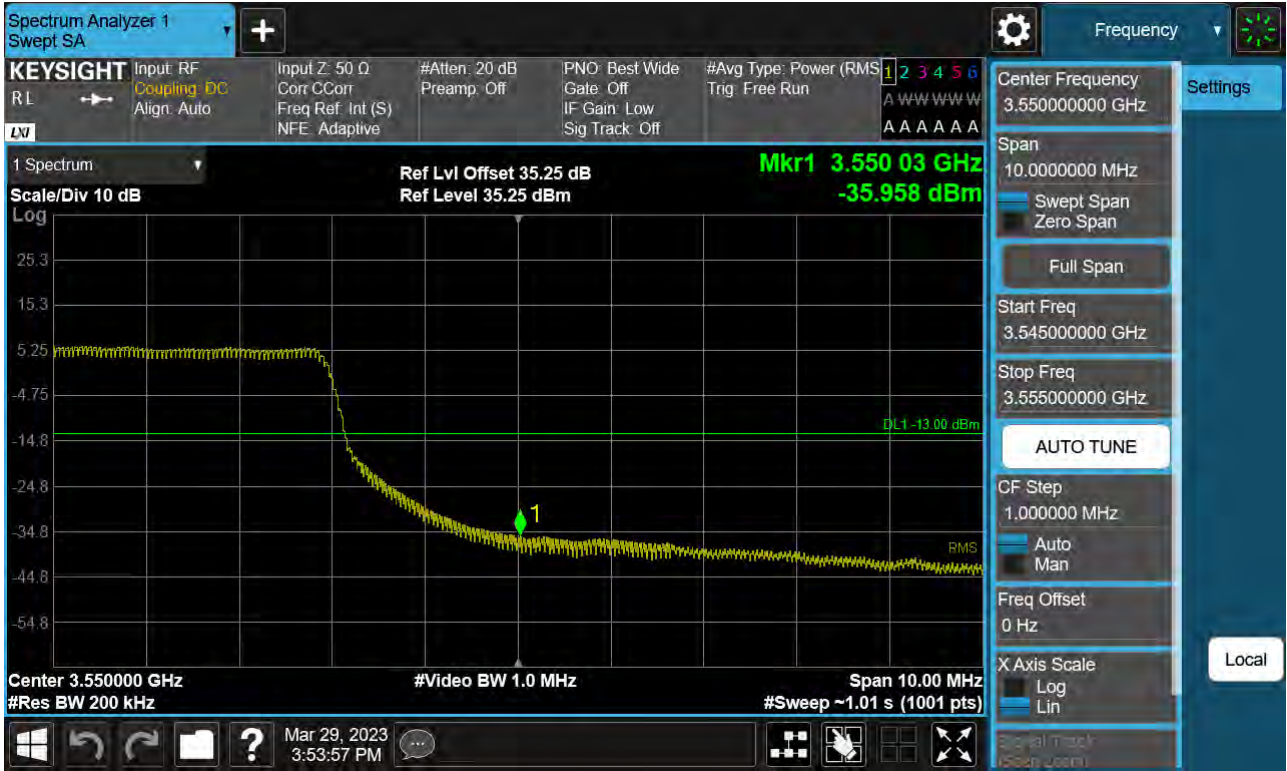 Spectrum Analyzer 1
Swept SA
Frequency
KEYSIGHT
RL
LXI
Input: RF
Coupling: DC
Align: Auto
Input Z: 50 Ω
Corr CCorr
Freq Ref: Int (S)
NFE: Adaptive
#Atten: 20 dB
Preamp: Off
PNO: Best Wide
Gate: Off
IF Gain: Low
Sig Track: Off
#Avg Type: Power (RMS
Trig: Free Run
1 2 3 4 5 6
A W W W W W
A A A A A A
1 Spectrum
Scale/Div 10 dB
Log
Ref Lvl Offset 35.25 dB
Ref Level 35.25 dBm
Mkr1 3.550 03 GHz
-35.958 dBm
25.3
15.3
5.25
-4.75
-14.8
-24.8
-34.8
-44.8
-54.8
DL1 -13.00 dBm
1
RMS
Center 3.550000 GHz
#Res BW 200 kHz
#Video BW 1.0 MHz
Span 10.00 MHz
#Sweep ~1.01 s (1001 pts)
Center Frequency
3.550000000 GHz
Settings
Span
10.0000000 MHz
Swept Span
Zero Span
Full Span
Start Freq
3.545000000 GHz
Stop Freq
3.555000000 GHz
AUTO TUNE
CF Step
1.000000 MHz
Auto
Man
Freq Offset
0 Hz
X Axis Scale
Log
Lin
Local
Signal Track
(Span Zoom)
?
Mar 29, 2023
3:53:57 PM